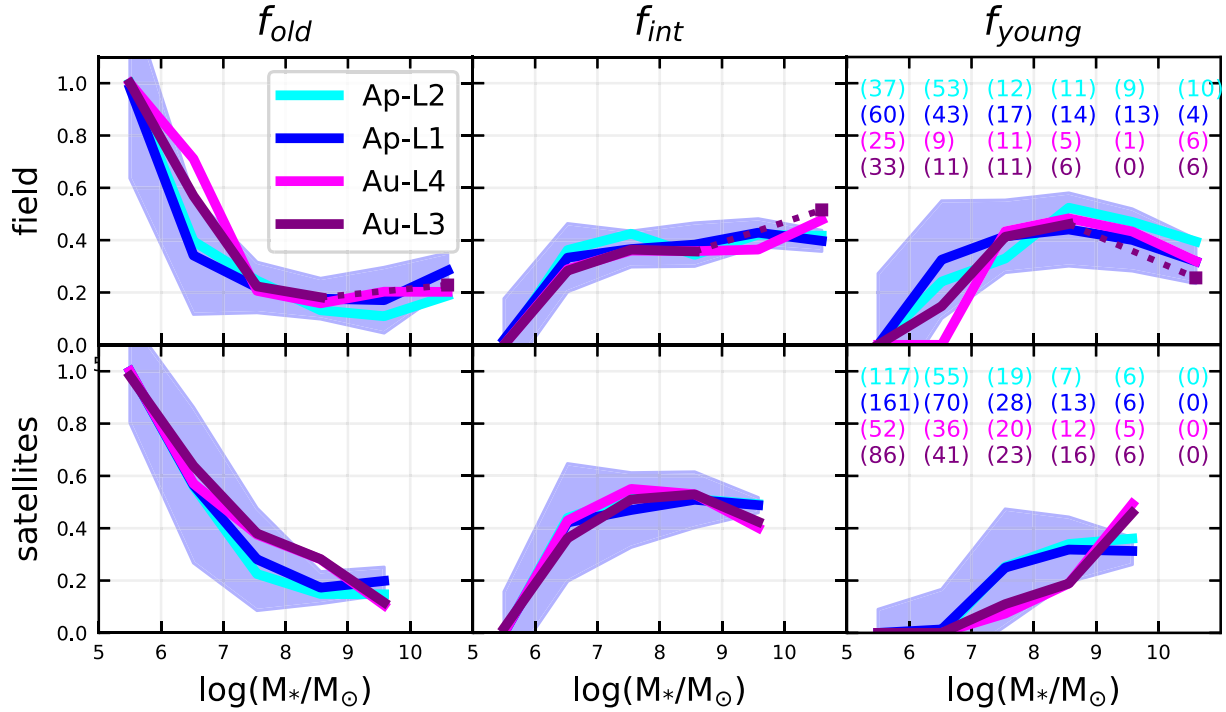 f_old f_int f_young
field
1.0
0.8
0.6
0.4
0.2
0.0
Ap-L2
Ap-L1
Au-L4
Au-L3
(37) (53) (12) (11) (9) (10)
(60) (43) (17) (14) (13) (4)
(25) (9) (11) (5) (1) (6)
(33) (11) (11) (6) (0) (6)
satellites
1.0
0.8
0.6
0.4
0.2
0.0
(117) (55) (19) (7) (6) (0)
(161) (70) (28) (13) (6) (0)
(52) (36) (20) (12) (5) (0)
(86) (41) (23) (16) (6) (0)
5 6 7 8 9 10 5 6 7 8 9 10 5 6 7 8 9 10
log(M*/M⊙) log(M*/M⊙) log(M*/M⊙)